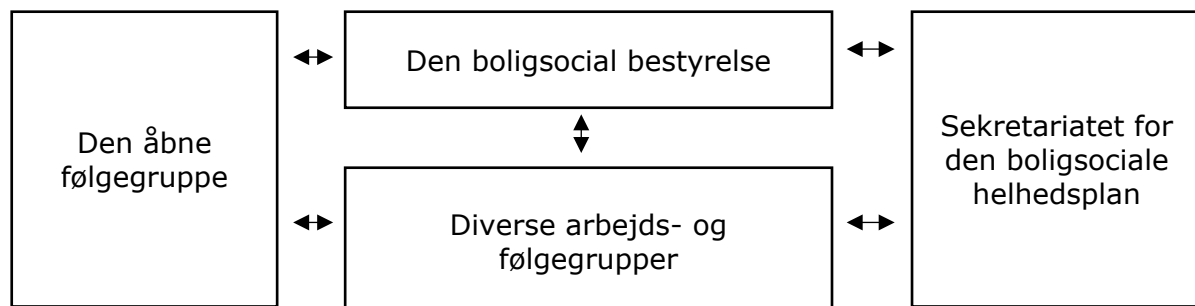 Den åbne
følgegruppe
Den boligsocial bestyrelse
Diverse arbejds- og
følgegrupper
Sekretariatet for
den boligsociale
helhedsplan